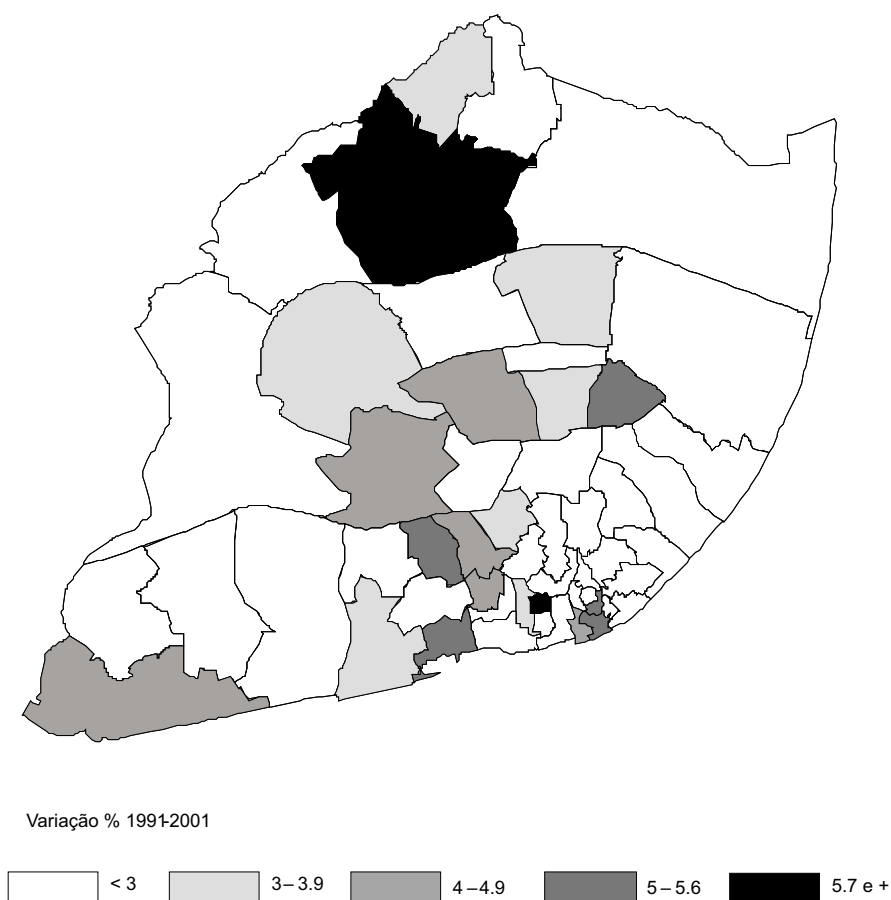 Variação % 1991-2001
< 3
3–3.9
4–4.9
5–5.6
5.7 e +